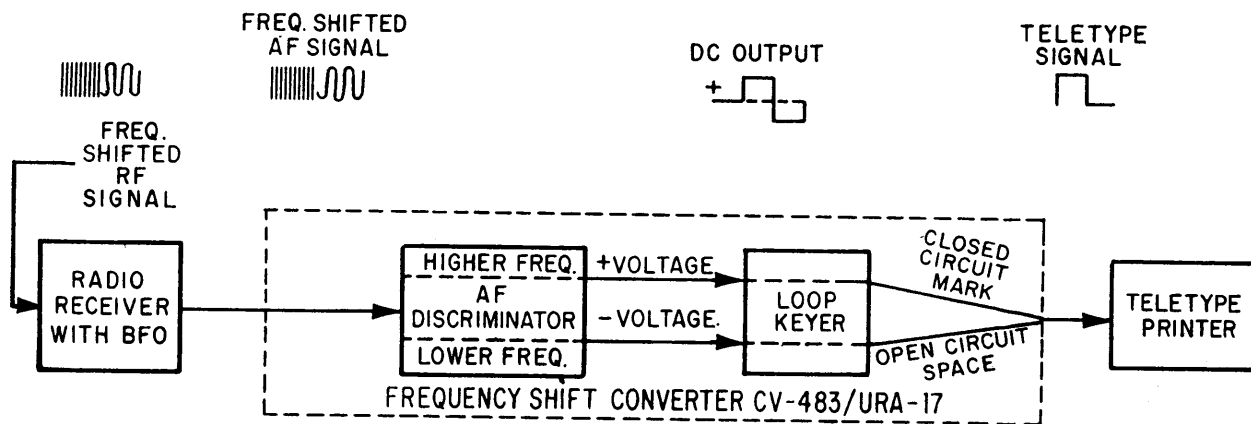 FREQ. SHIFTED
AF SIGNAL
DC OUTPUT
+
TELETYPE
SIGNAL
FREQ.
SHIFTED
RF
SIGNAL
RADIO
RECEIVER
WITH BFO
HIGHER FREQ.
AF
DISCRIMINATOR
LOWER FREQ.
+VOLTAGE
-VOLTAGE.
LOOP
KEYER
CLOSED
CIRCUIT
MARK
OPEN CIRCUIT
SPACE
TELETYPE
PRINTER
FREQUENCY SHIFT CONVERTER CV-483/URA-17